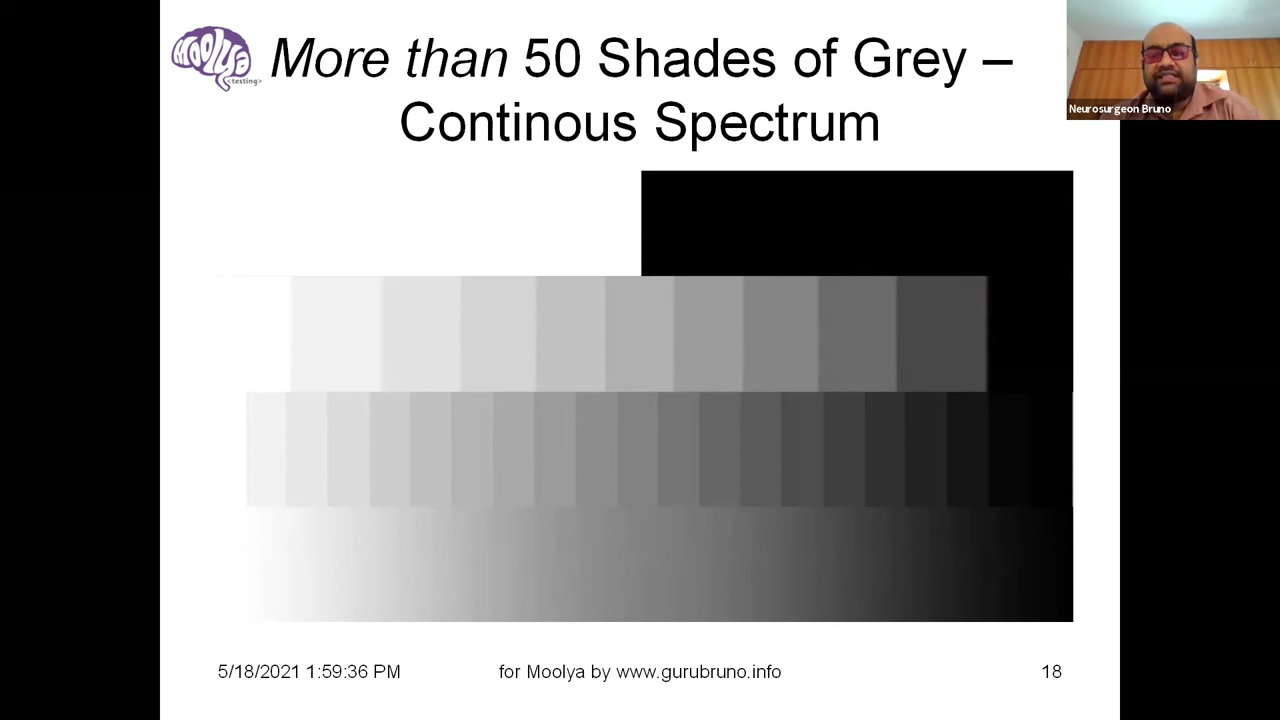 Moolya
<testing>
More than 50 Shades of Grey –
Continous Spectrum
Neurosurgeon Bruno
5/18/2021 1:59:36 PM
for Moolya by www.gurubruno.info
18